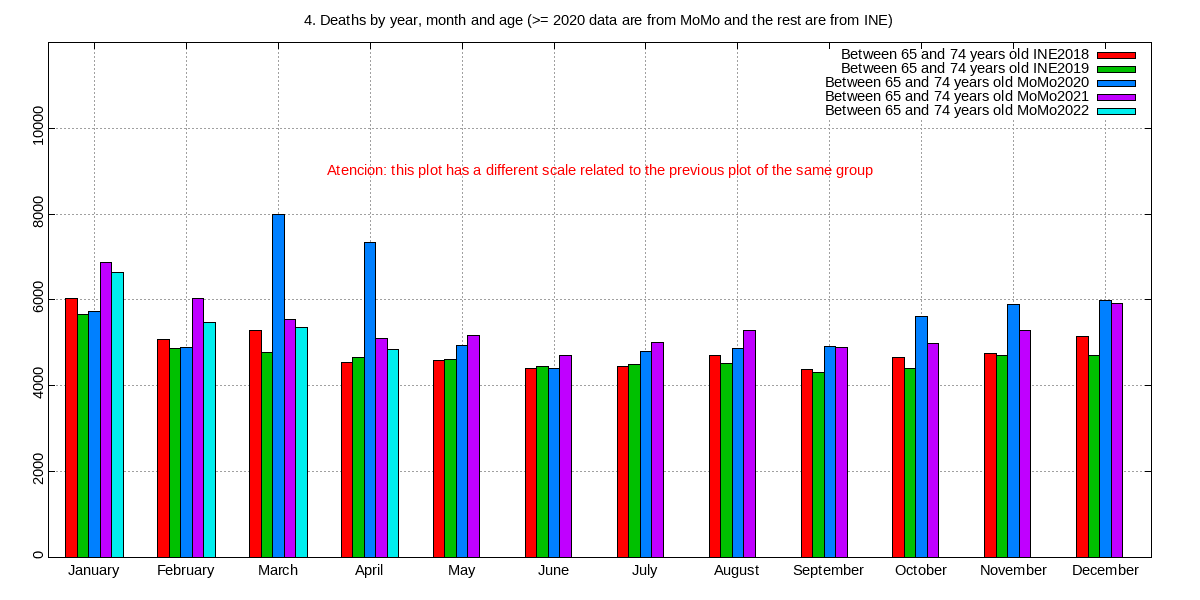 4. Deaths by year, month and age (>= 2020 data are from MoMo and the rest are from INE)
Between 65 and 74 years old INE2018
Between 65 and 74 years old INE2019
Between 65 and 74 years old MoMo2020
Between 65 and 74 years old MoMo2021
Between 65 and 74 years old MoMo2022
Atencion: this plot has a different scale related to the previous plot of the same group
10000
8000
6000
4000
2000
0
January February March April May June July August September October November December